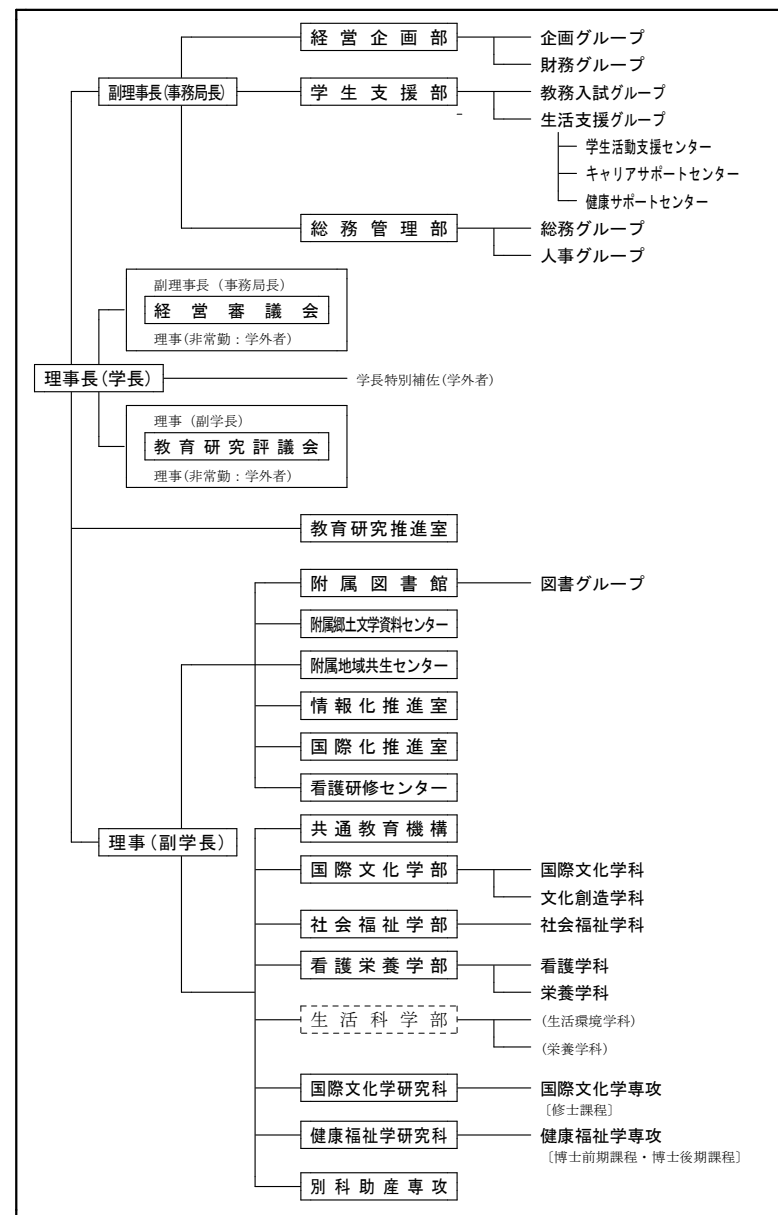 経営企画部 企画グループ
財務グループ
副理事長(事務局長) 学生支援部 教務入試グループ
生活支援グループ
学生活動支援センター
キャリアサポートセンター
健康サポートセンター
総務管理部 総務グループ
人事グループ
副理事長(事務局長)
経営審議会
理事(非常勤:学外者)
理事長(学長) 学長特別補佐(学外者)
理事(副学長)
教育研究評議会
理事(非常勤:学外者)
教育研究推進室
附属図書館 図書グループ
附属郷土文学資料センター
附属地域共生センター
情報化推進室
国際化推進室
看護研修センター
共通教育機構
理事(副学長)
国際文化学部 国際文化学科
文化創造学科
社会福祉学部 社会福祉学科
看護栄養学部 看護学科
栄養学科
生活科学部 (生活環境学科)
(栄養学科)
国際文化学研究科 国際文化学専攻
〔修士課程〕
健康福祉学研究科 健康福祉学専攻
〔博士前期課程・博士後期課程〕
別科助産専攻